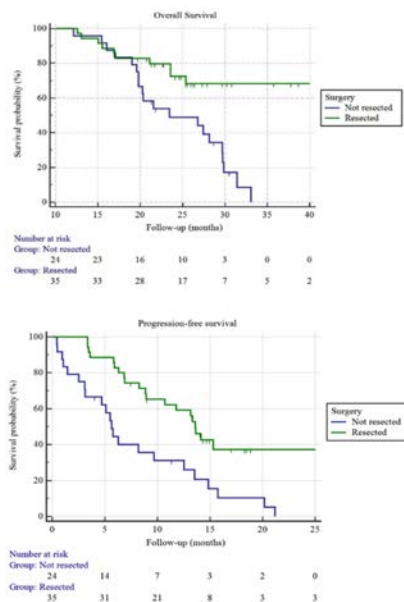 Overall Survival
Survival probability (%)
100
80
60
40
20
0
10 15 20 25 30 35 40
Follow-up (months)
Surgery
Not resected
Resected
Number at risk
Group: Not resected
24 23 16 10 3 0 0
Group: Resected
35 33 28 17 7 5 2
Progression-free survival
Survival probability (%)
100
80
60
40
20
0
0 5 10 15 20 25
Follow-up (months)
Surgery
Not resected
Resected
Number at risk
Group: Not resected
24 14 7 3 2 0
Group: Resected
35 31 21 8 3 3